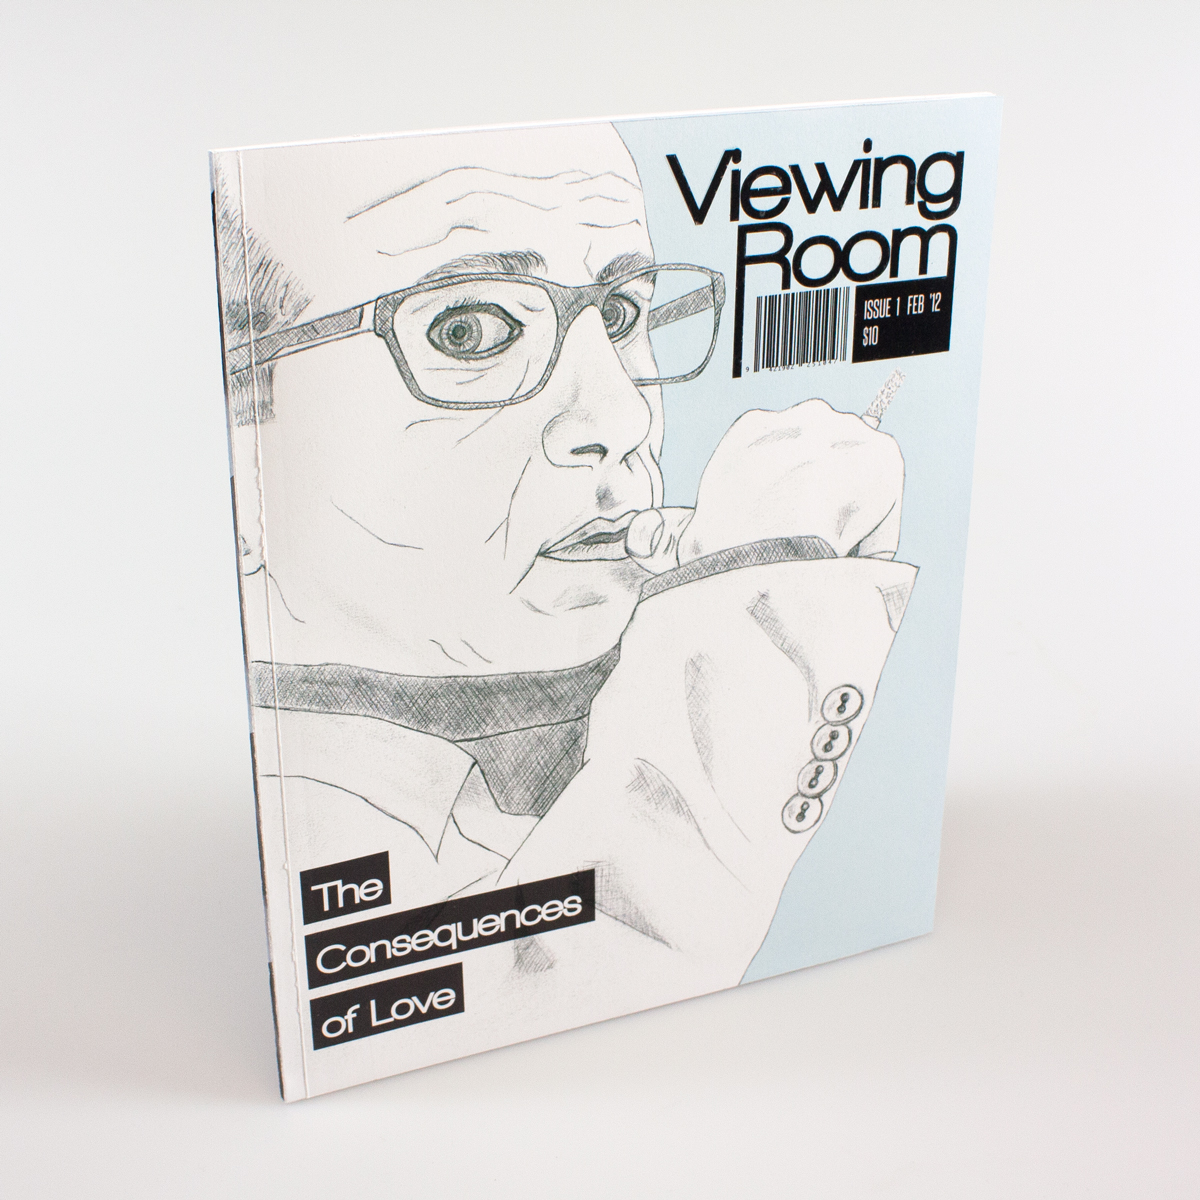 Viewing
Room
ISSUE 1 FEB '12
$10
The
Consequences
of Love